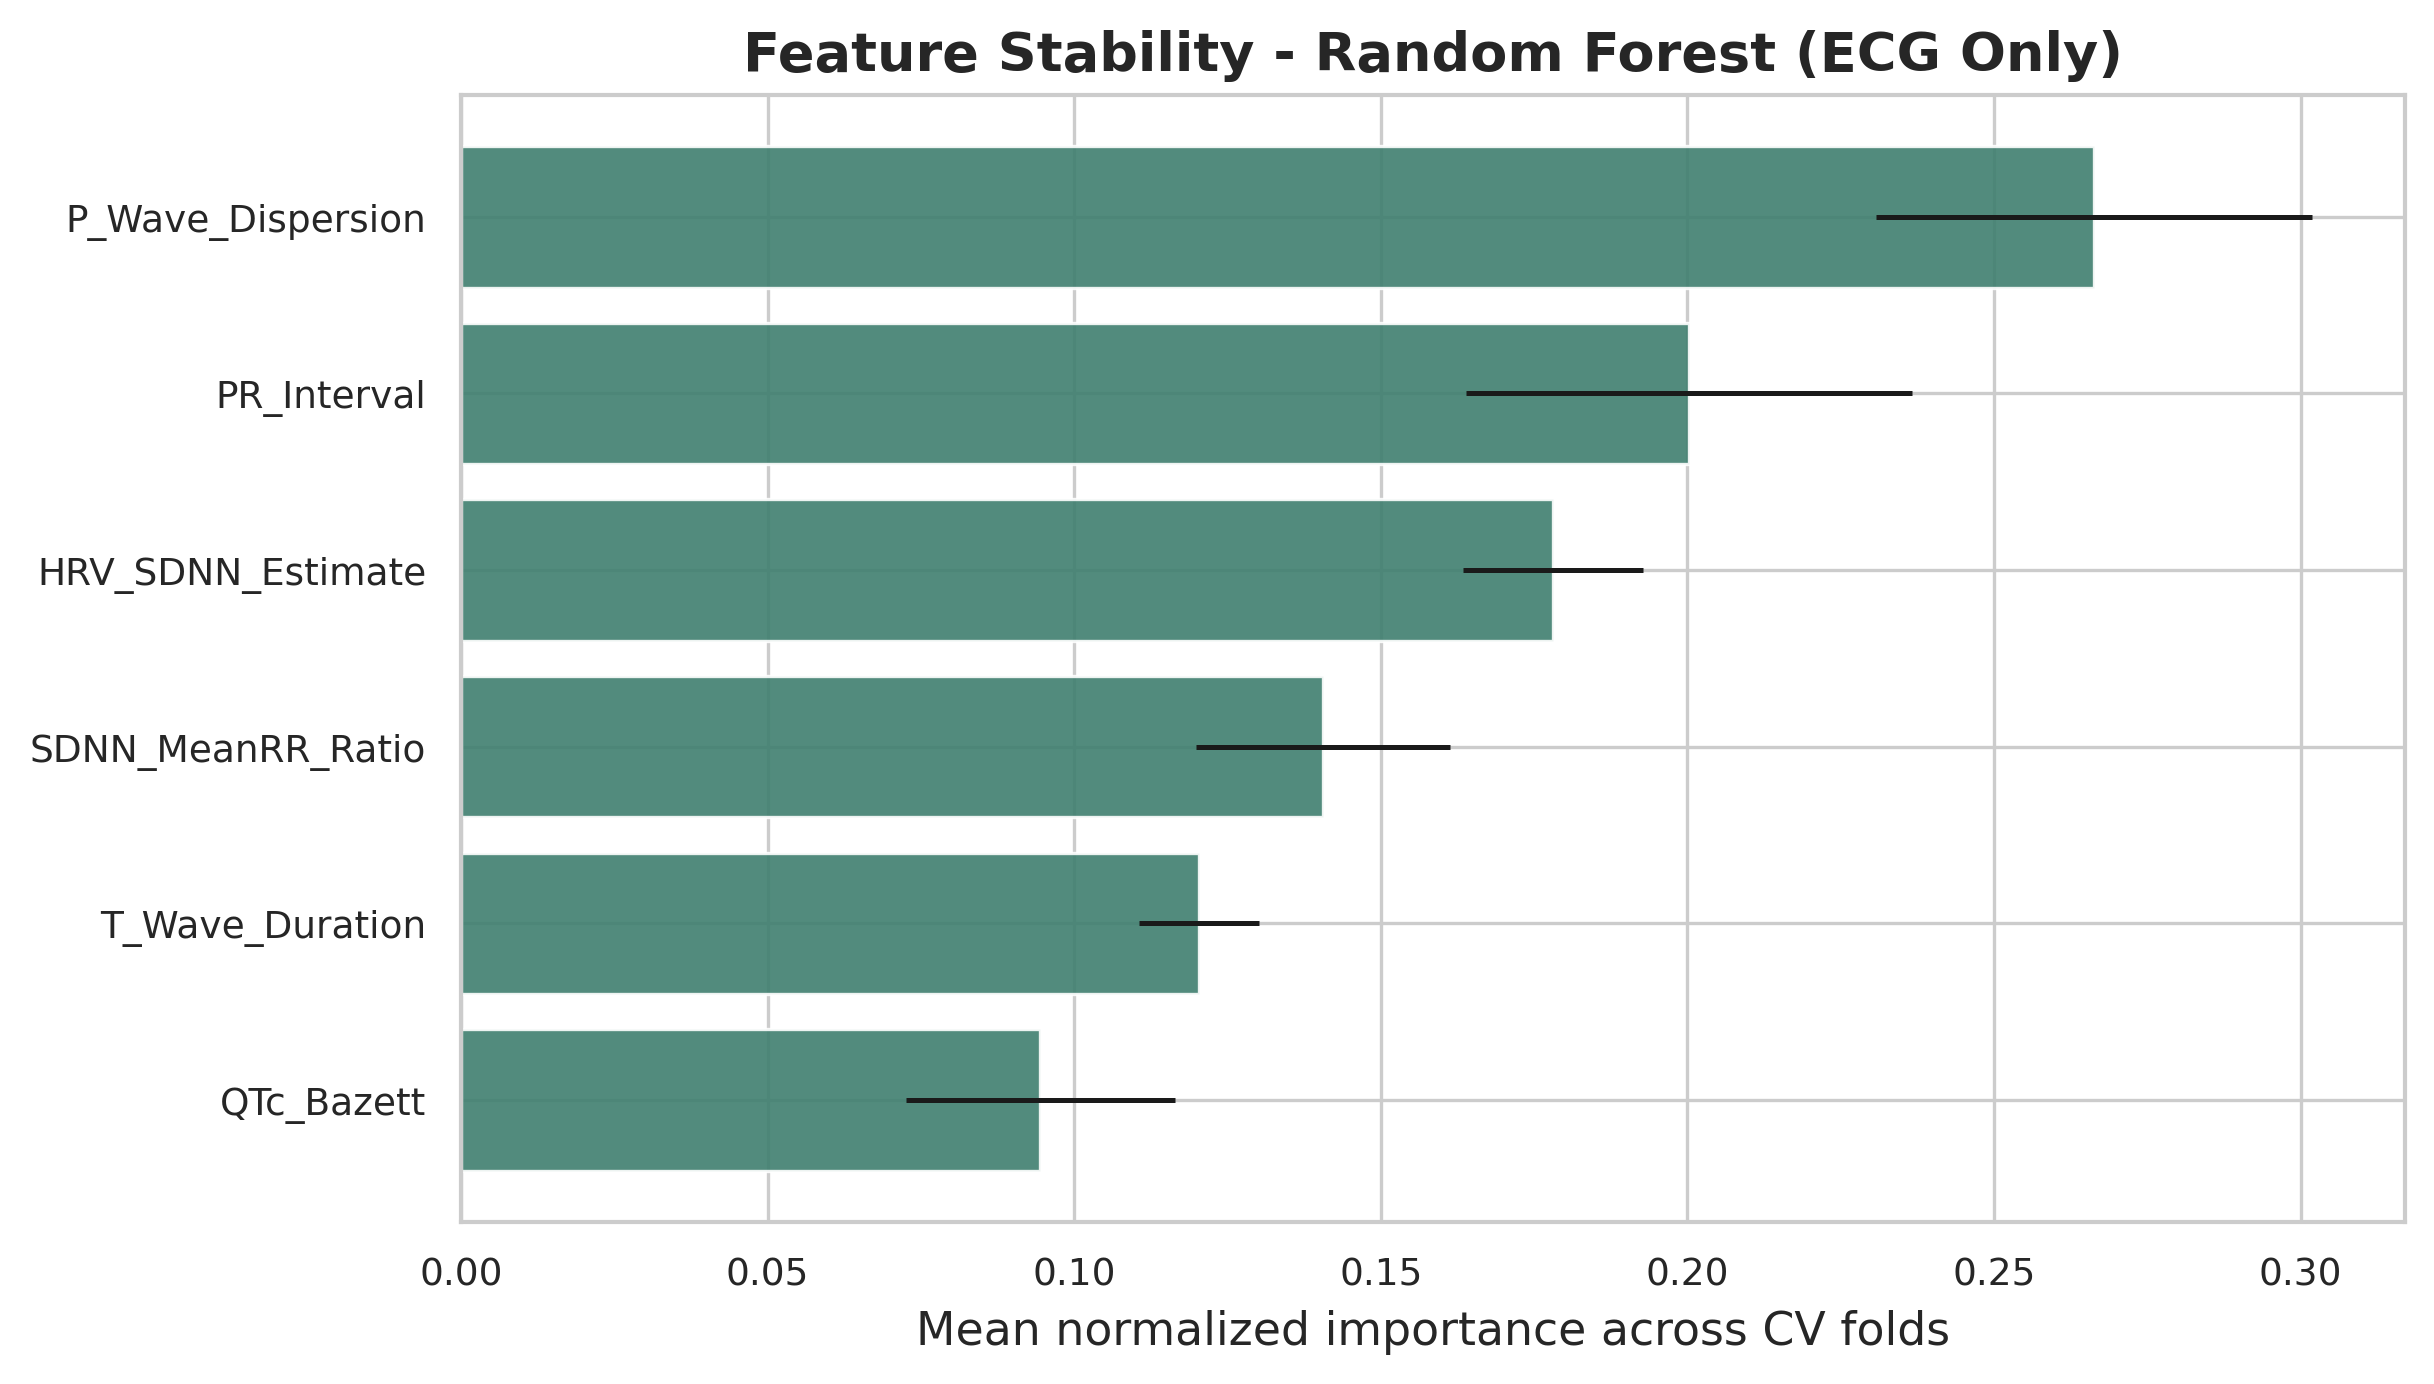 Feature Stability - Random Forest (ECG Only)
P_Wave_Dispersion
PR_Interval
HRV_SDNN_Estimate
SDNN_MeanRR_Ratio
T_Wave_Duration
QTc_Bazett
0.00 0.05 0.10 0.15 0.20 0.25 0.30
Mean normalized importance across CV folds